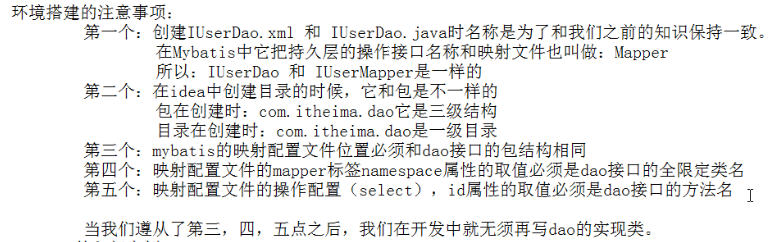 环境搭建的注意事项：
第一个：创建IUserDao.xml 和 IUserDao.java时名称是为了和我们之前的知识保持一致。
在Mybatis中它把持久层的操作接口名称和映射文件也叫做：Mapper
所以：IUserDao 和 IUserMapper是一样的
第二个：在idea中创建目录的时候，它和包是不一样的
包在创建时：com.itheima.dao它是三级结构
目录在创建时：com.itheima.dao是一级目录
第三个：mybatis的映射配置文件位置必须和dao接口的包结构相同
第四个：映射配置文件的mapper标签namespace属性的取值必须是dao接口的全限定类名
第五个：映射配置文件的操作配置（select），id属性的取值必须是dao接口的方法名
当我们遵从了第三，四，五点之后，我们在开发中就无须再写dao的实现类。